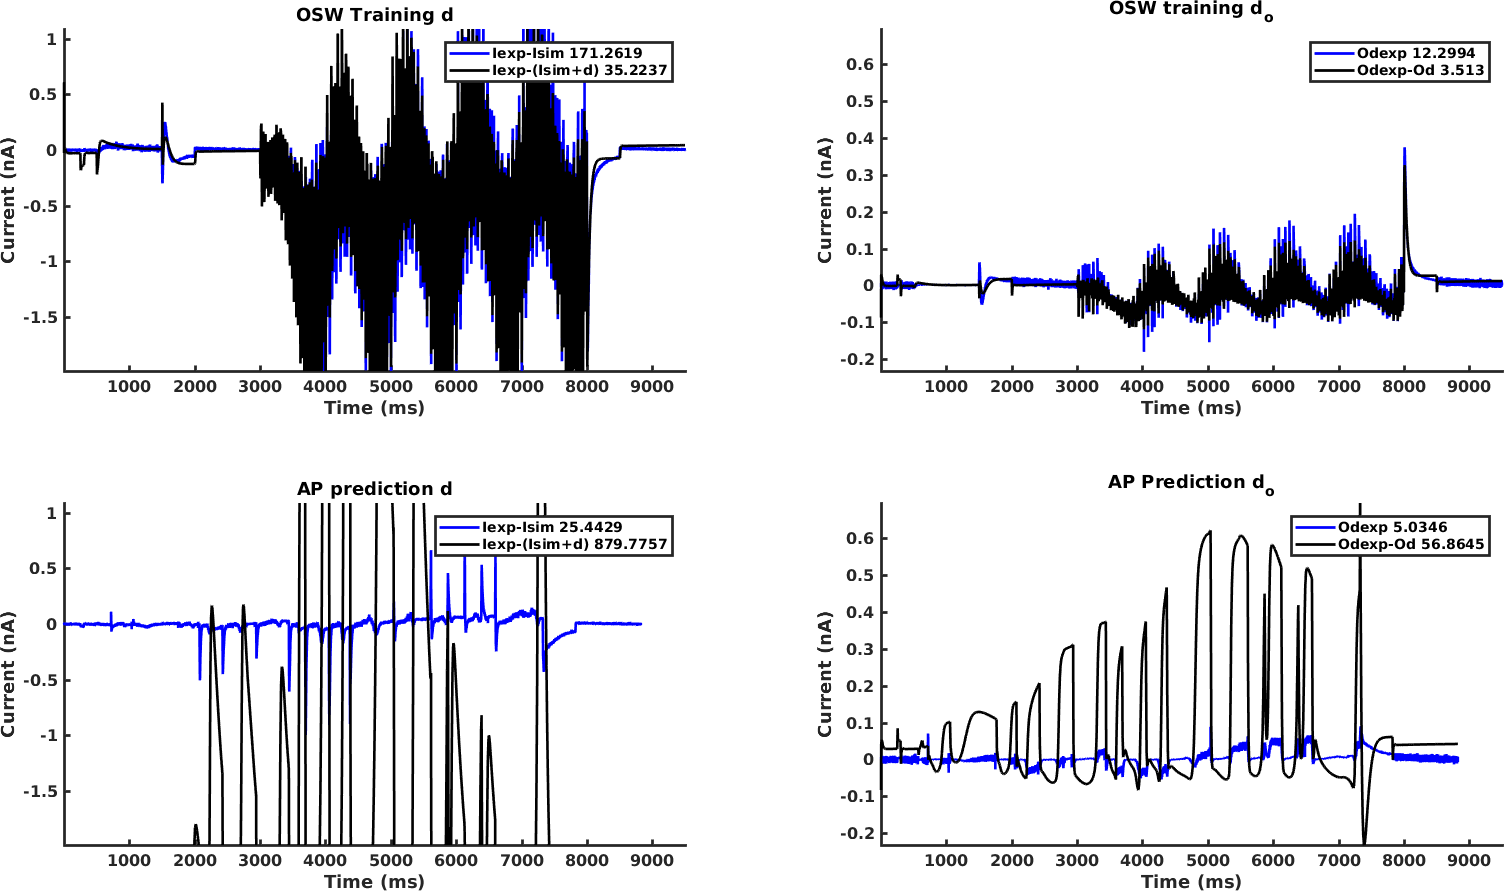 OSW Training d
Iexp-Isim 171.2619
Iexp-(Isim+d) 35.2237
1
0.5
0
-0.5
-1
-1.5
Current (nA)
1000 2000 3000 4000 5000 6000 7000 8000 9000
Time (ms)
OSW training do
Odexp 12.2994
Odexp-Od 3.513
0.6
0.5
0.4
0.3
0.2
0.1
0
-0.1
-0.2
Current (nA)
1000 2000 3000 4000 5000 6000 7000 8000 9000
Time (ms)
AP prediction d
Iexp-Isim 25.4429
Iexp-(Isim+d) 879.7757
1
0.5
0
-0.5
-1
-1.5
Current (nA)
1000 2000 3000 4000 5000 6000 7000 8000 9000
Time (ms)
AP Prediction do
Odexp 5.0346
Odexp-Od 56.8645
0.6
0.5
0.4
0.3
0.2
0.1
0
-0.1
-0.2
Current (nA)
1000 2000 3000 4000 5000 6000 7000 8000 9000
Time (ms)